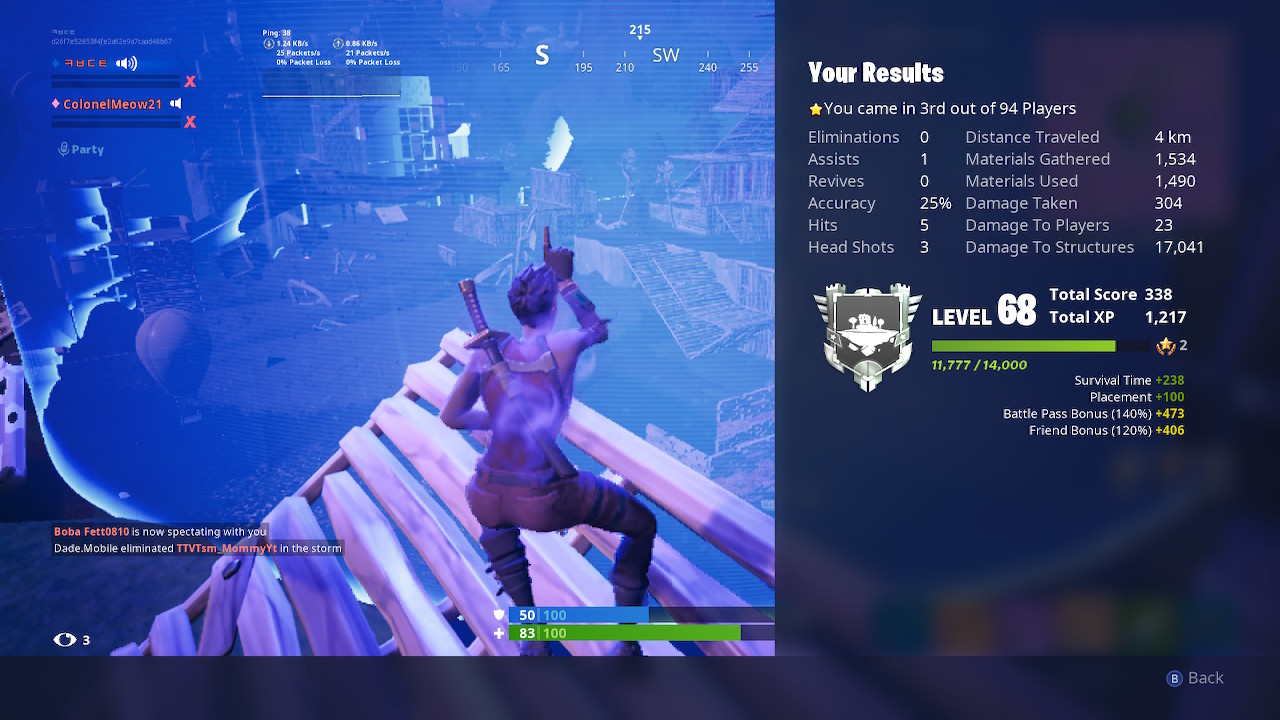 d26f7e52653f4fe2a62e9a7caad46b67
ColonelMeow21
Party
Ping: 38
1.24 KB/s 0.86 KB/s
25 Packets/s 21 Packets/s
0% Packet Loss 0% Packet Loss
215
150 165 S 195 210 SW 240 255
Boba Fett0810 is now spectating with you
Dade.Mobile eliminated TTVTsm_MommyYt in the storm
3
50 | 100
83 | 100
Your Results
You came in 3rd out of 94 Players
Eliminations 0 Distance Traveled 4 km
Assists 1 Materials Gathered 1,534
Revives 0 Materials Used 1,490
Accuracy 25% Damage Taken 304
Hits 5 Damage To Players 23
Head Shots 3 Damage To Structures 17,041
LEVEL 68
Total Score 338
Total XP 1,217
2
11,777 / 14,000
Survival Time +238
Placement +100
Battle Pass Bonus (140%) +473
Friend Bonus (120%) +406
B Back